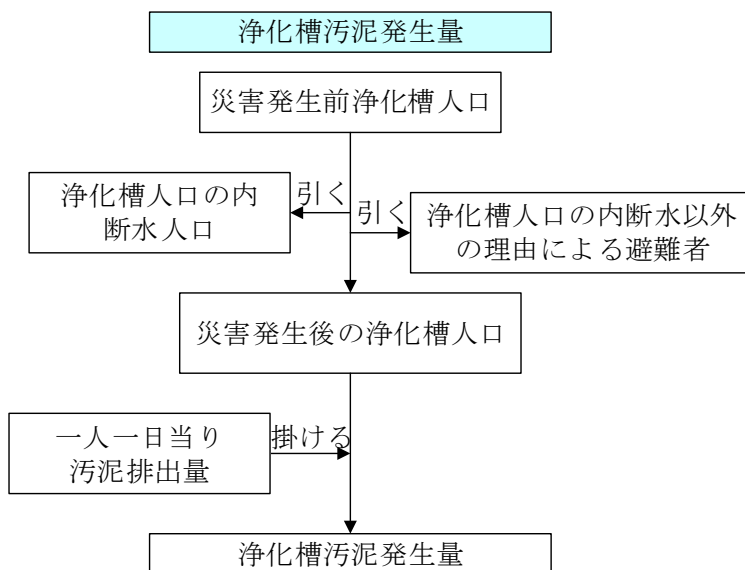 浄化槽汚泥発生量
災害発生前浄化槽人口
浄化槽人口の内
断水人口
引く
引く
浄化槽人口の内断水以外
の理由による避難者
災害発生後の浄化槽人口
一人一日当り
汚泥排出量
掛ける
浄化槽汚泥発生量